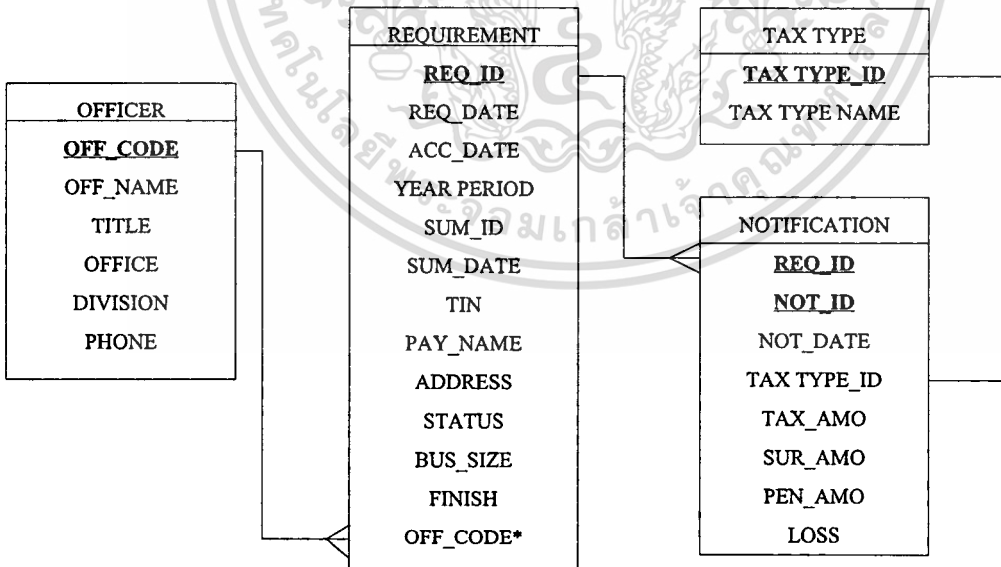 OFFICER
OFF_CODE
OFF_NAME
TITLE
OFFICE
DIVISION
PHONE
REQUIREMENT
REQ_ID
REQ_DATE
ACC_DATE
YEAR PERIOD
SUM_ID
SUM_DATE
TIN
PAY_NAME
ADDRESS
STATUS
BUS_SIZE
FINISH
OFF_CODE*
TAX TYPE
TAX TYPE_ID
TAX TYPE NAME
NOTIFICATION
REQ_ID
NOT_ID
NOT_DATE
TAX TYPE_ID
TAX_AMO
SUR_AMO
PEN_AMO
LOSS